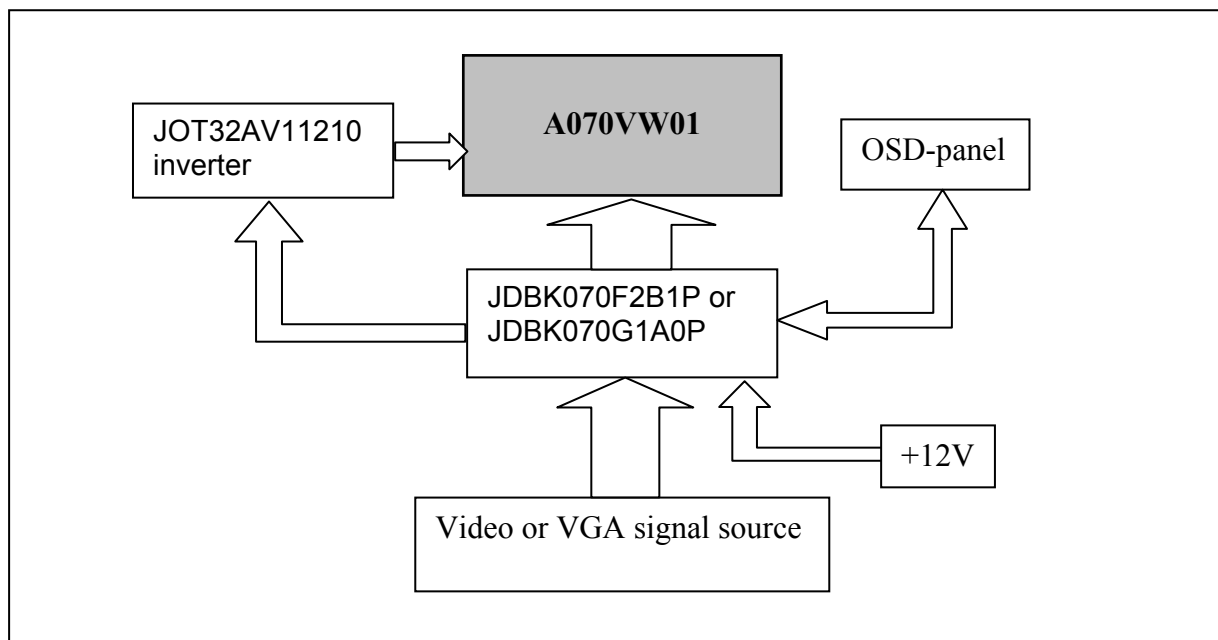 A070VW01
JOT32AV11210
inverter
OSD-panel
JDBK070F2B1P or
JDBK070G1A0P
+12V
Video or VGA signal source